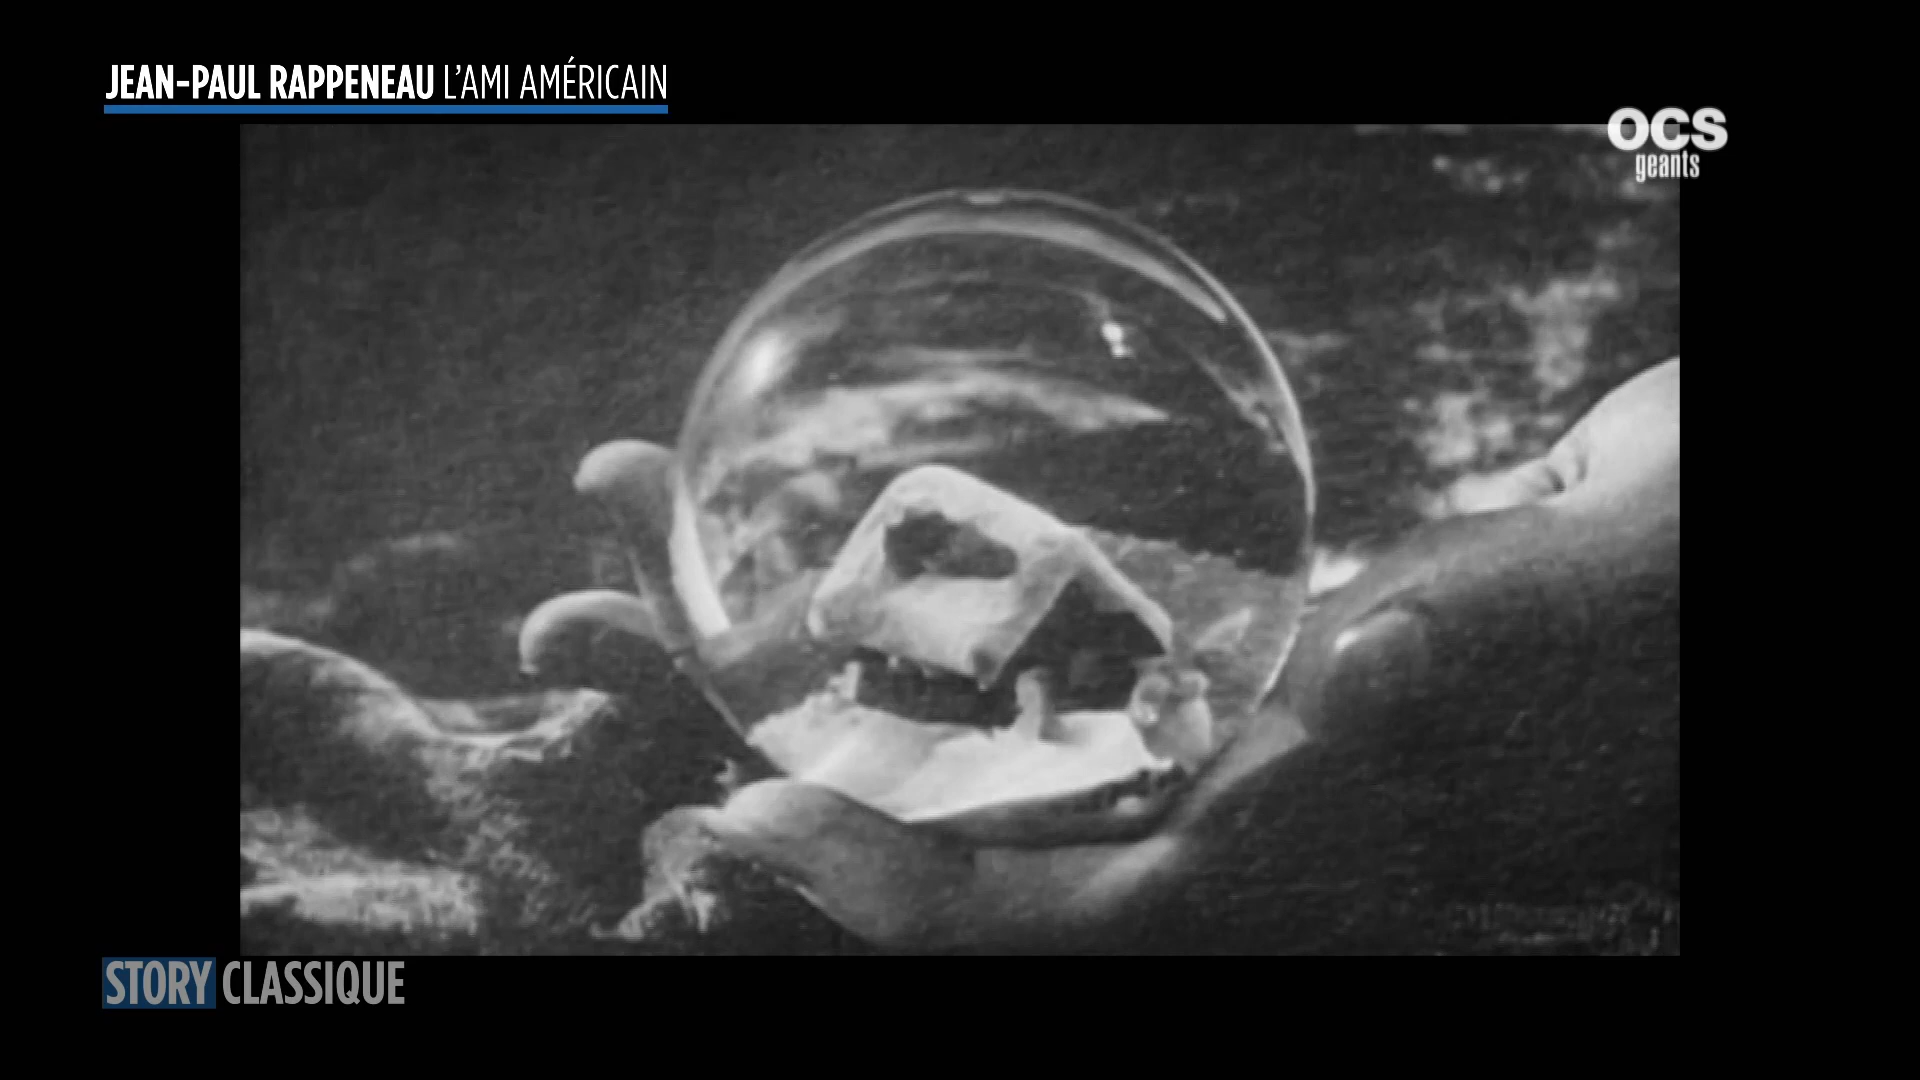 JEAN-PAUL RAPPENEAU L'AMI AMÉRICAIN
OCS
geants
STORY CLASSIQUE